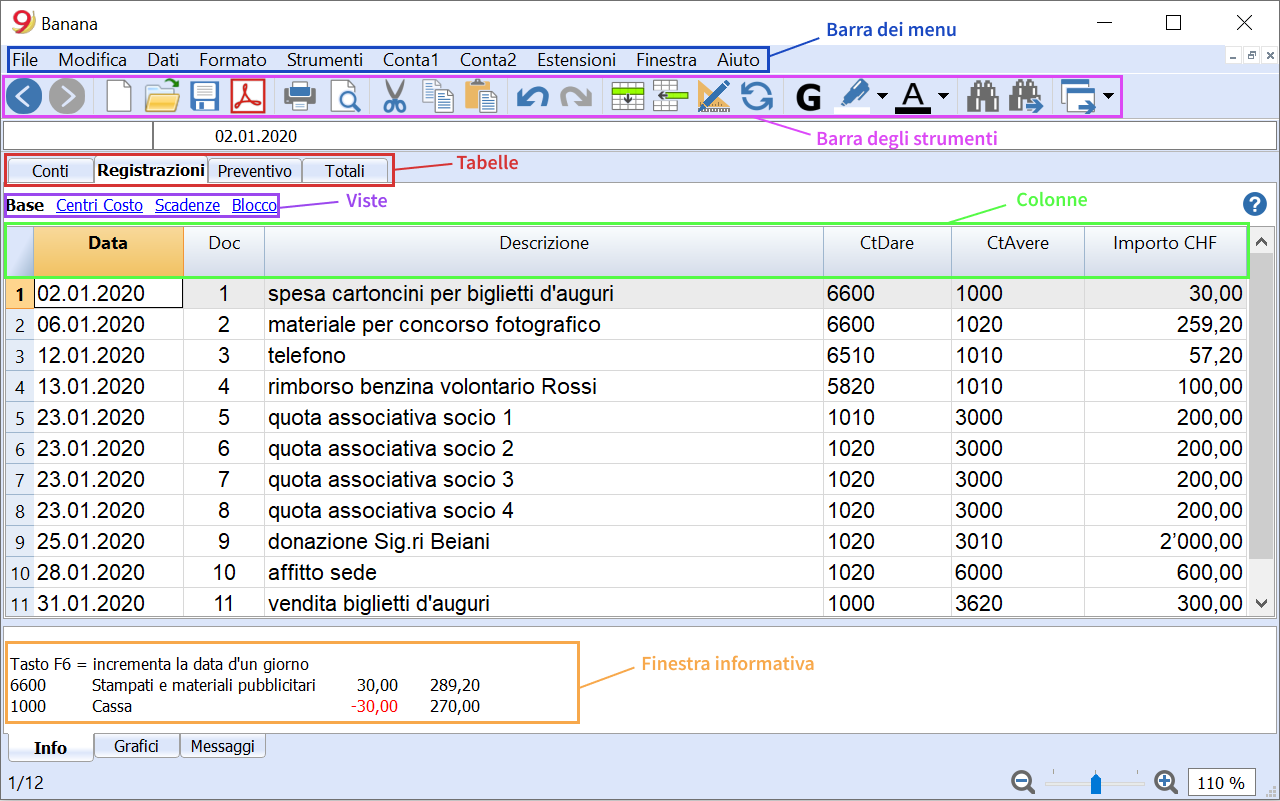 Banana
Barra dei menu
File Modifica Dati Formato Strumenti Conta1 Conta2 Estensioni Finestra Aiuto
G A
02.01.2020
Barra degli strumenti
Conti Registrazioni Preventivo Totali
Tabelle
Base Centri Costo Scadenze Blocco
Viste
Colonne
?
Data Doc Descrizione CtDare CtAvere Importo CHF
1 02.01.2020 1 spesa cartoncini per biglietti d'auguri 6600 1000 30,00
2 06.01.2020 2 materiale per concorso fotografico 6600 1020 259,20
3 12.01.2020 3 telefono 6510 1010 57,20
4 13.01.2020 4 rimborso benzina volontario Rossi 5820 1010 100,00
5 23.01.2020 5 quota associativa socio 1 1010 3000 200,00
6 23.01.2020 6 quota associativa socio 2 1020 3000 200,00
7 23.01.2020 7 quota associativa socio 3 1020 3000 200,00
8 23.01.2020 8 quota associativa socio 4 1020 3000 200,00
9 25.01.2020 9 donazione Sig.ri Beiani 1020 3010 2’000,00
10 28.01.2020 10 affitto sede 1020 6000 600,00
11 31.01.2020 11 vendita biglietti d'auguri 1000 3620 300,00
Tasto F6 = incrementa la data d'un giorno
6600 Stampati e materiali pubblicitari 30,00 289,20
1000 Cassa -30,00 270,00
Finestra informativa
Info Grafici Messaggi
1/12
110 %